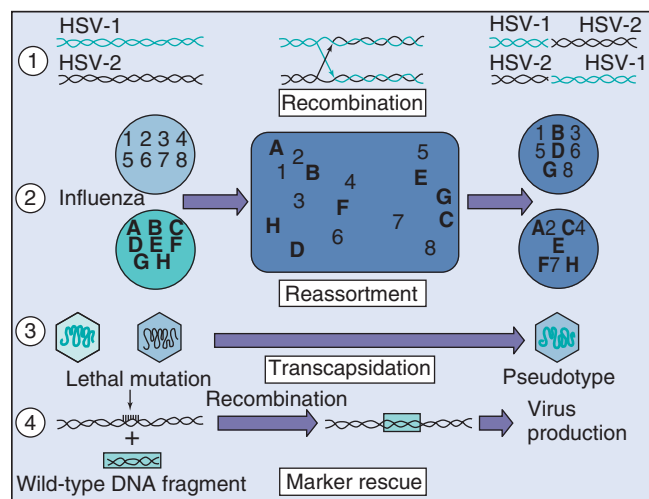 HSV-1
HSV-2
1
Recombination
HSV-1 HSV-2
HSV-2 HSV-1
2
Influenza
1 2 3 4
5 6 7 8
A B C
D E F
G H
A 2 5
1 B 4 E
3 F G
H 7 C
D 6 8
Reassortment
1 B 3
5 D 6
G 8
A2 C4
E
F7 H
3
Transcapsidation
Pseudotype
Lethal mutation
4
+
Wild-type DNA fragment
Recombination
Marker rescue
Virus
production